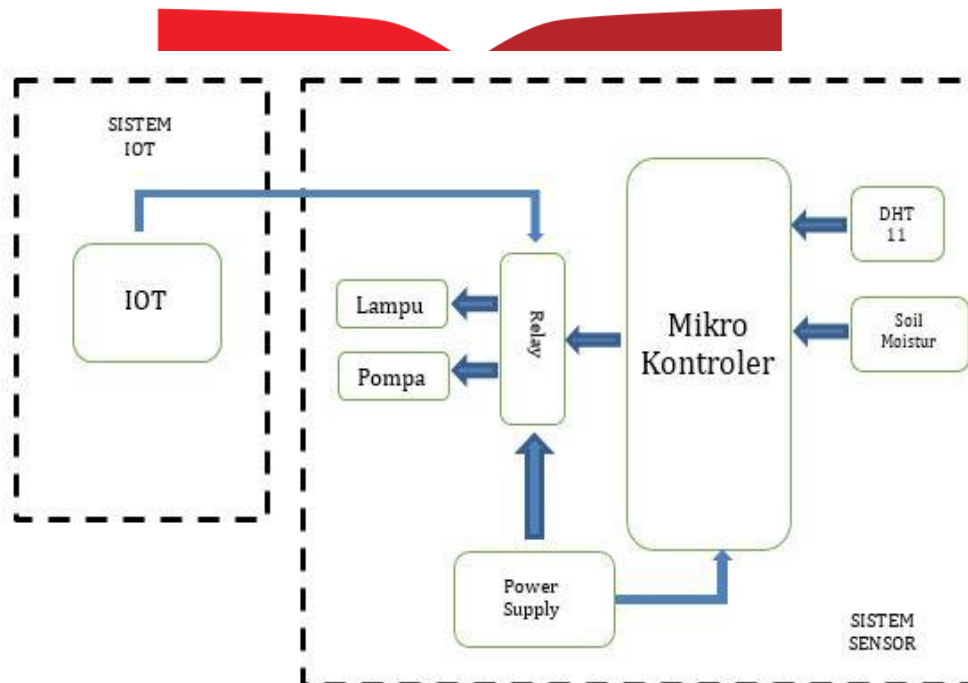 SISTEM
IOT
IOT
Lampu
Pompa
Relay
Mikro
Kontroler
DHT
11
Soil
Moistur
Power
Supply
SISTEM
SENSOR